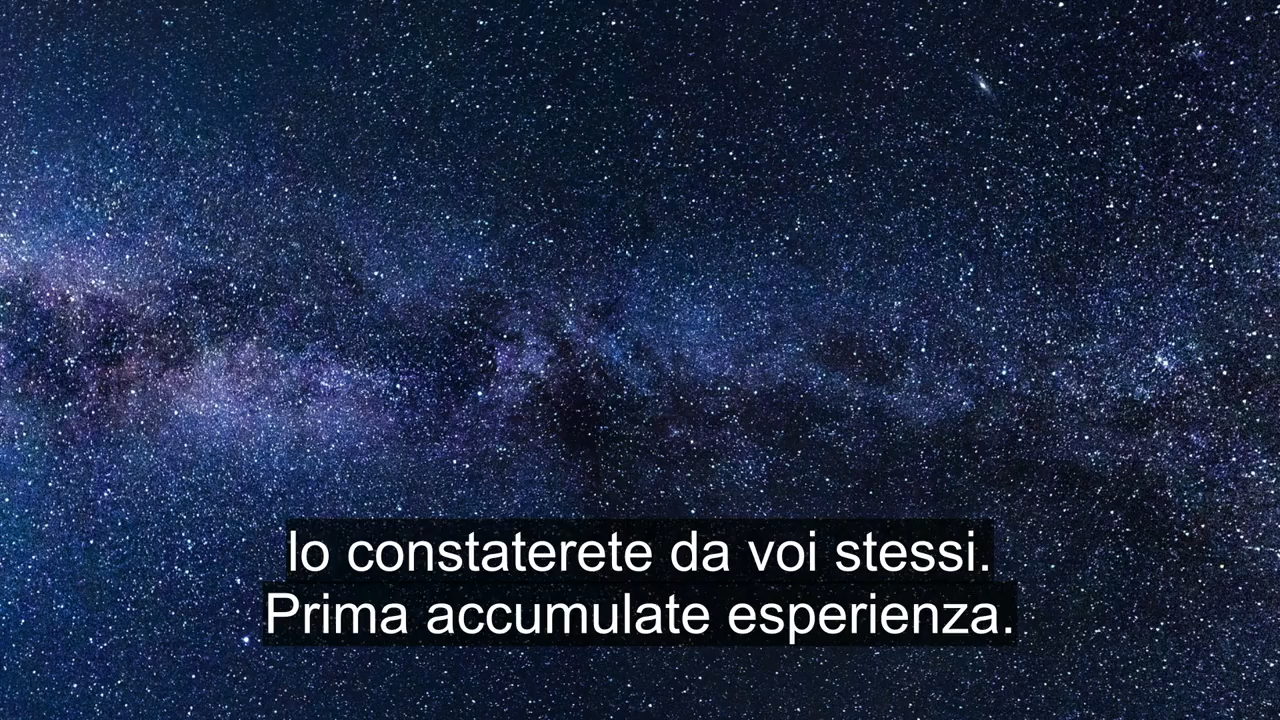 lo constaterete da voi stessi.
Prima accumulate esperienza.